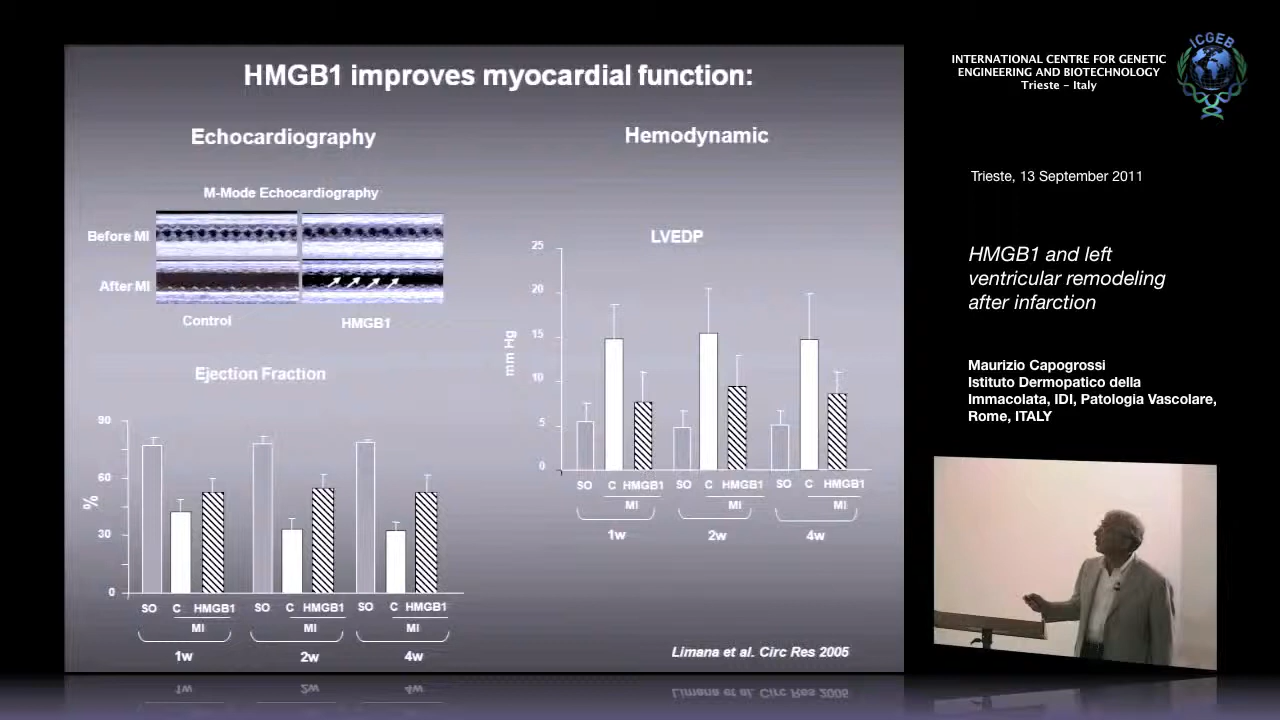 HMGB1 improves myocardial function:
Echocardiography
M-Mode Echocardiography
Before MI
After MI
Control
HMGB1
Ejection Fraction
90
60
30
0
%
SO C HMGB1 SO C HMGB1 SO C HMGB1
MI MI MI
1w 2w 4w
Hemodynamic
LVEDP
25
20
15
10
5
0
mm Hg
SO C HMGB1 SO C HMGB1 SO C HMGB1
MI MI MI
1w 2w 4w
Limana et al. Circ Res 2005
INTERNATIONAL CENTRE FOR GENETIC
ENGINEERING AND BIOTECHNOLOGY
Trieste - Italy
ICGEB
Trieste, 13 September 2011
HMGB1 and left
ventricular remodeling
after infarction
Maurizio Capogrossi
Istituto Dermopatico della
Immacolata, IDI, Patologia Vascolare,
Rome, ITALY